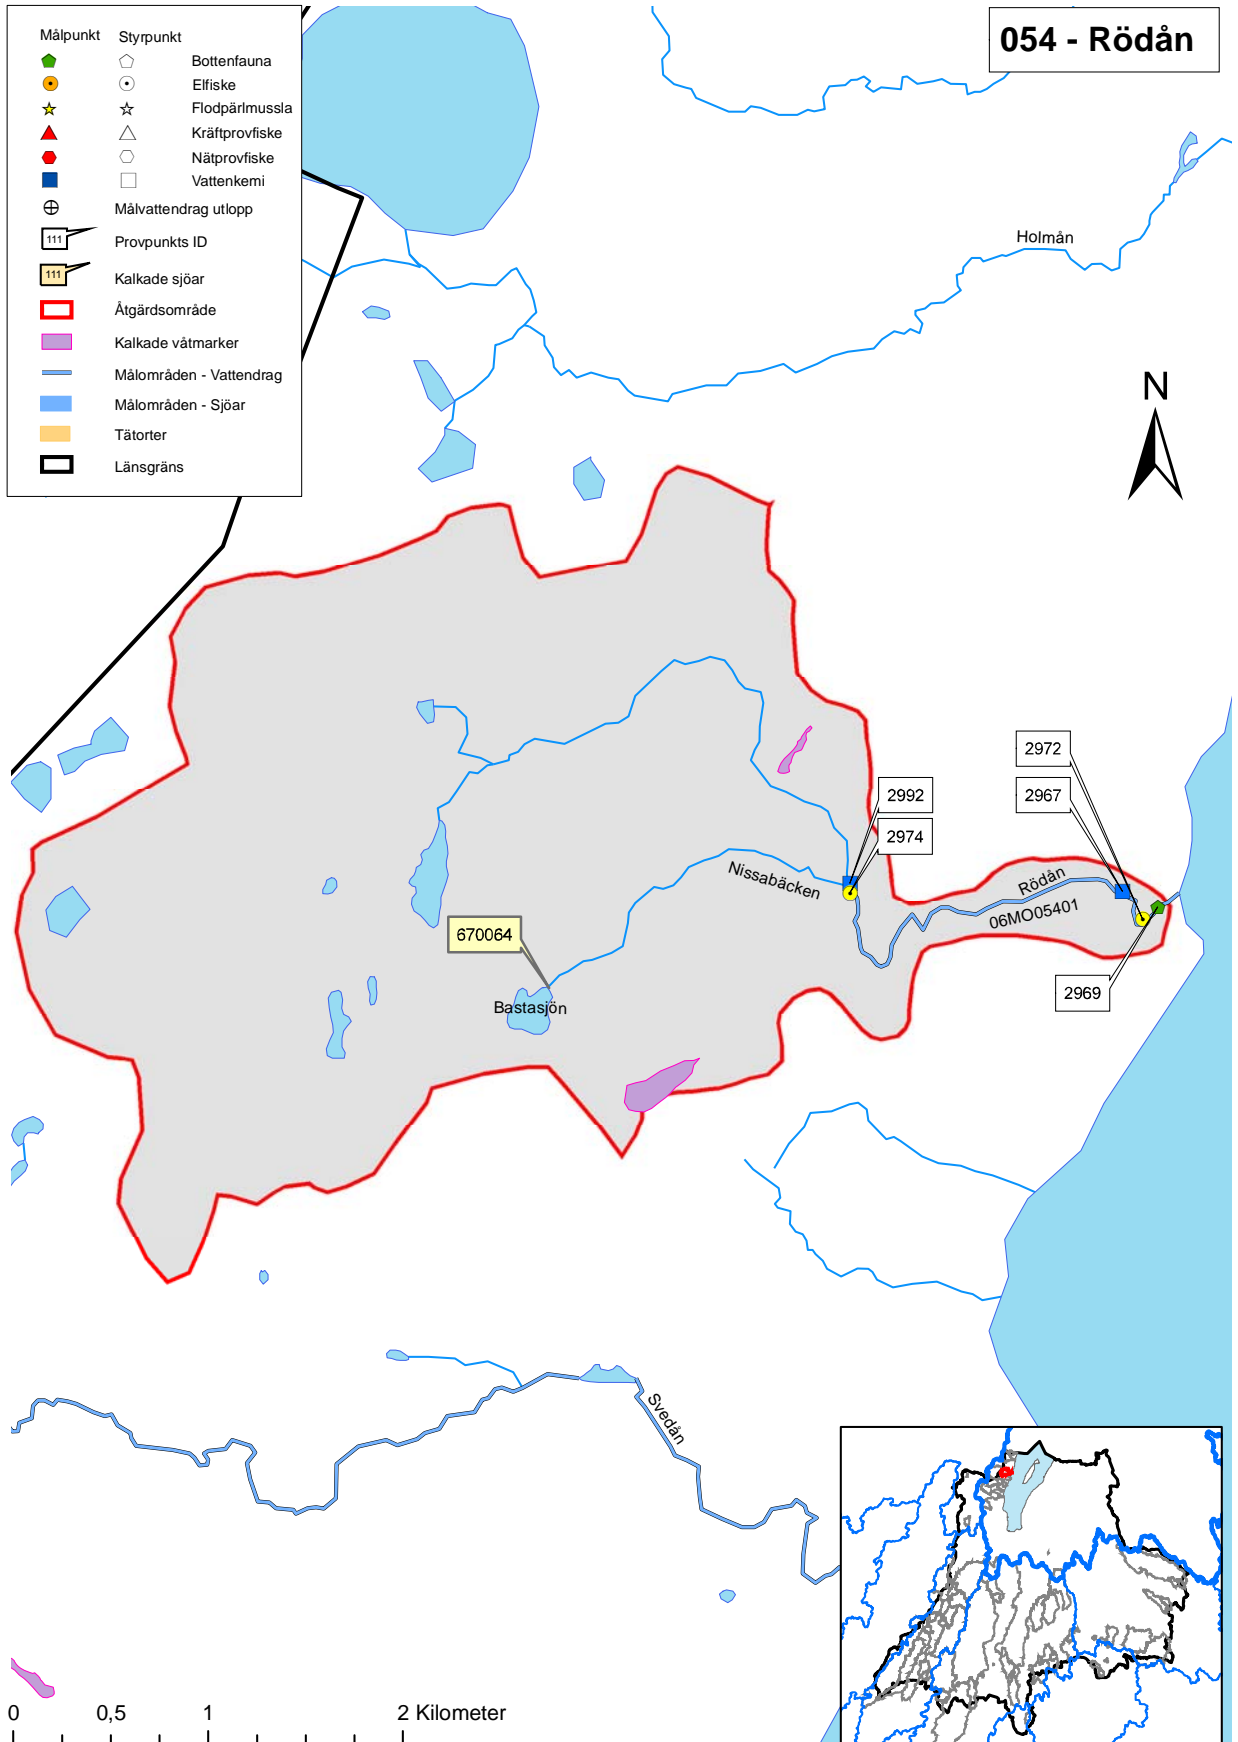 054 - Rödån
Målpunkt Styrpunkt
Bottenfauna
Elfiske
Flodpärlmussla
Kräftprovfiske
Nätprovfiske
Vattenkemi
Målvattendrag utlopp
111 Provpunkts ID
111 Kalkade sjöar
Åtgärdsområde
Kalkade våtmarker
Målområden - Vattendrag
Målområden - Sjöar
Tätorter
Länsgräns
Holmån
N
2972
2992
2967
2974
Nissabäcken
Rödån
06MO05401
670064
2969
Bastasjön
Svedån
0 0,5 1 2 Kilometer